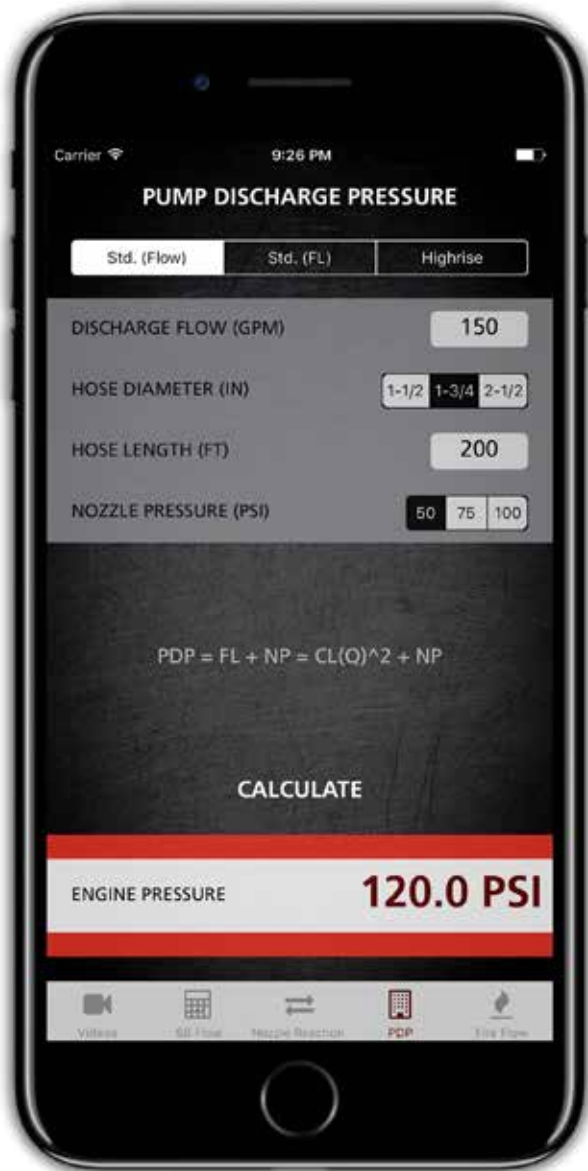 Carrier
9:26 PM
PUMP DISCHARGE PRESSURE
Std. (Flow) Std. (FL) Highrise
DISCHARGE FLOW (GPM) 150
HOSE DIAMETER (IN) 1-1/2 1-3/4 2-1/2
HOSE LENGTH (FT) 200
NOZZLE PRESSURE (PSI) 50 75 100
PDP = FL + NP = CL(Q)^2 + NP
CALCULATE
ENGINE PRESSURE 120.0 PSI
Videos Flow Nozzle Reaction PDP Fire Flow